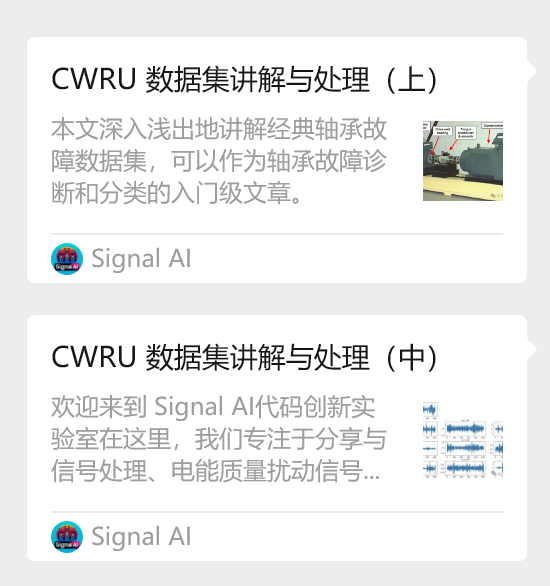 CWRU 数据集讲解与处理（上）
本文深入浅出地讲解经典轴承故
障数据集，可以作为轴承故障诊
断和分类的入门级文章。
Signal AI
CWRU 数据集讲解与处理（中）
欢迎来到 Signal AI代码创新实
验室在这里，我们专注于分享与
信号处理、电能质量扰动信号...
Signal AI